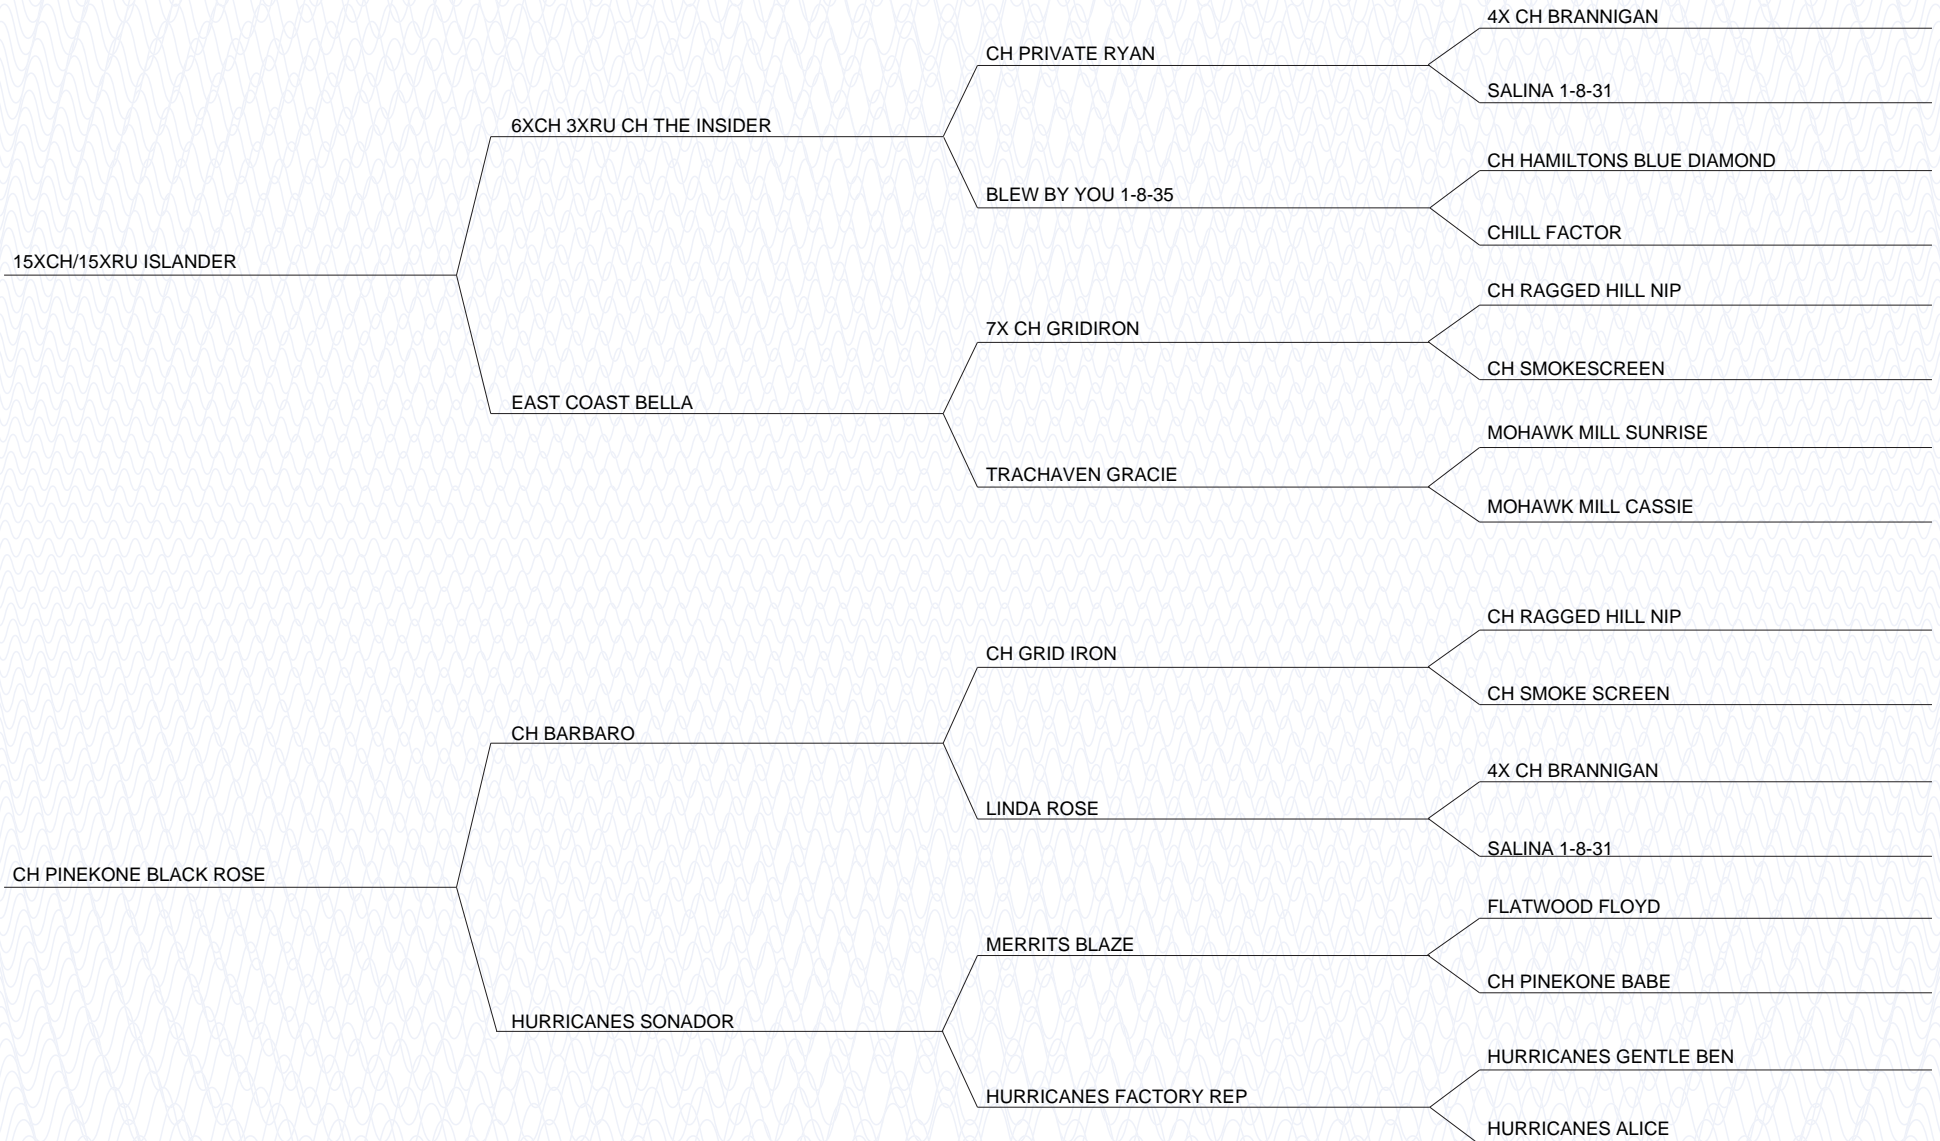 4X CH BRANNIGAN
CH PRIVATE RYAN
SALINA 1-8-31
6XCH 3XRU CH THE INSIDER
CH HAMILTONS BLUE DIAMOND
BLEW BY YOU 1-8-35
CHILL FACTOR
15XCH/15XRU ISLANDER
CH RAGGED HILL NIP
7X CH GRIDIRON
CH SMOKESCREEN
EAST COAST BELLA
MOHAWK MILL SUNRISE
TRACHAVEN GRACIE
MOHAWK MILL CASSIE
CH RAGGED HILL NIP
CH GRID IRON
CH SMOKE SCREEN
CH BARBARO
4X CH BRANNIGAN
LINDA ROSE
SALINA 1-8-31
CH PINEKONE BLACK ROSE
FLATWOOD FLOYD
MERRITS BLAZE
CH PINEKONE BABE
HURRICANES SONADOR
HURRICANES GENTLE BEN
HURRICANES FACTORY REP
HURRICANES ALICE